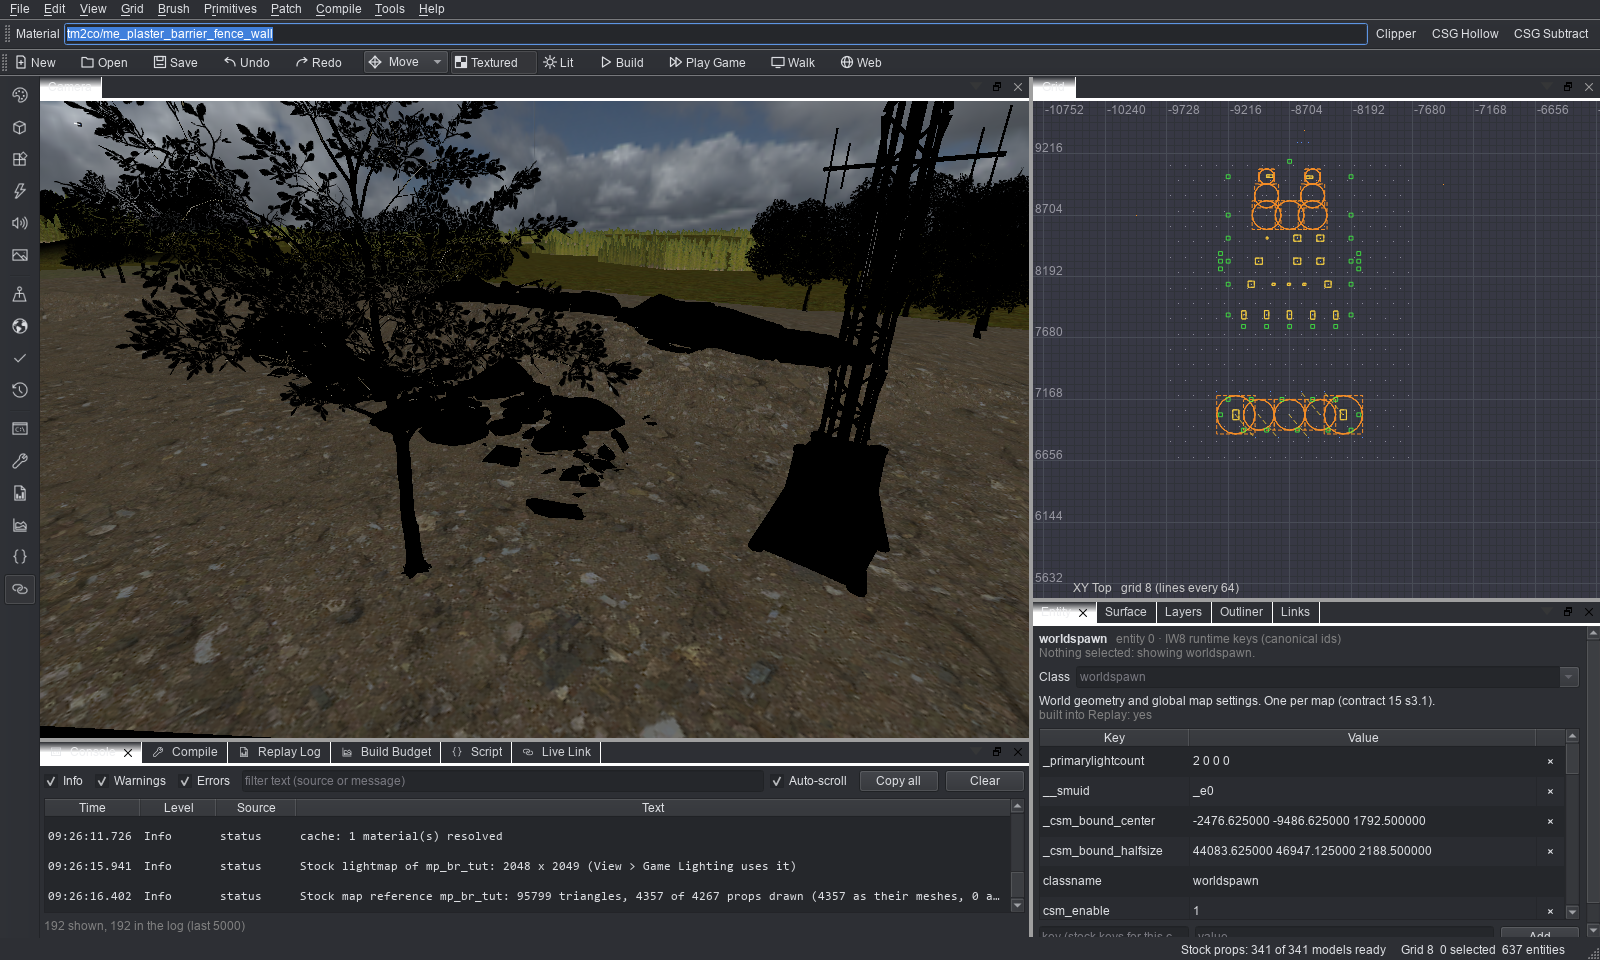 File Edit View Grid Brush Primitives Patch Compile Tools Help
Material tm2co/me_plaster_barrier_fence_wall Clipper CSG Hollow CSG Subtract
New Open Save Undo Redo Move Textured Lit Build Play Game Walk Web
Camera
Grid
-10752 -10240 -9728 -9216 -8704 -8192 -7680 -7168 -6656
9216
8704
8192
7680
7168
6656
6144
5632
XY Top grid 8 (lines every 64)
Entity Surface Layers Outliner Links
worldspawn entity 0 · IW8 runtime keys (canonical ids)
Nothing selected: showing worldspawn.
Class worldspawn
World geometry and global map settings. One per map (contract 15 s3.1).
built into Replay: yes
Key Value
_primarylightcount 2 0 0 0
__smuid _e0
_csm_bound_center -2476.625000 -9486.625000 1792.500000
_csm_bound_halfsize 44083.625000 46947.125000 2188.500000
classname worldspawn
csm_enable 1
key (stock keys for this c value Add
Console Compile Replay Log Build Budget Script Live Link
Info Warnings Errors filter text (source or message) Auto-scroll Copy all Clear
Time Level Source Text
09:26:11.726 Info status cache: 1 material(s) resolved
09:26:15.941 Info status Stock lightmap of mp_br_tut: 2048 x 2049 (View > Game Lighting uses it)
09:26:16.402 Info status Stock map reference mp_br_tut: 95799 triangles, 4357 of 4267 props drawn (4357 as their meshes, 0 a…
192 shown, 192 in the log (last 5000)
Stock props: 341 of 341 models ready Grid 8 0 selected 637 entities